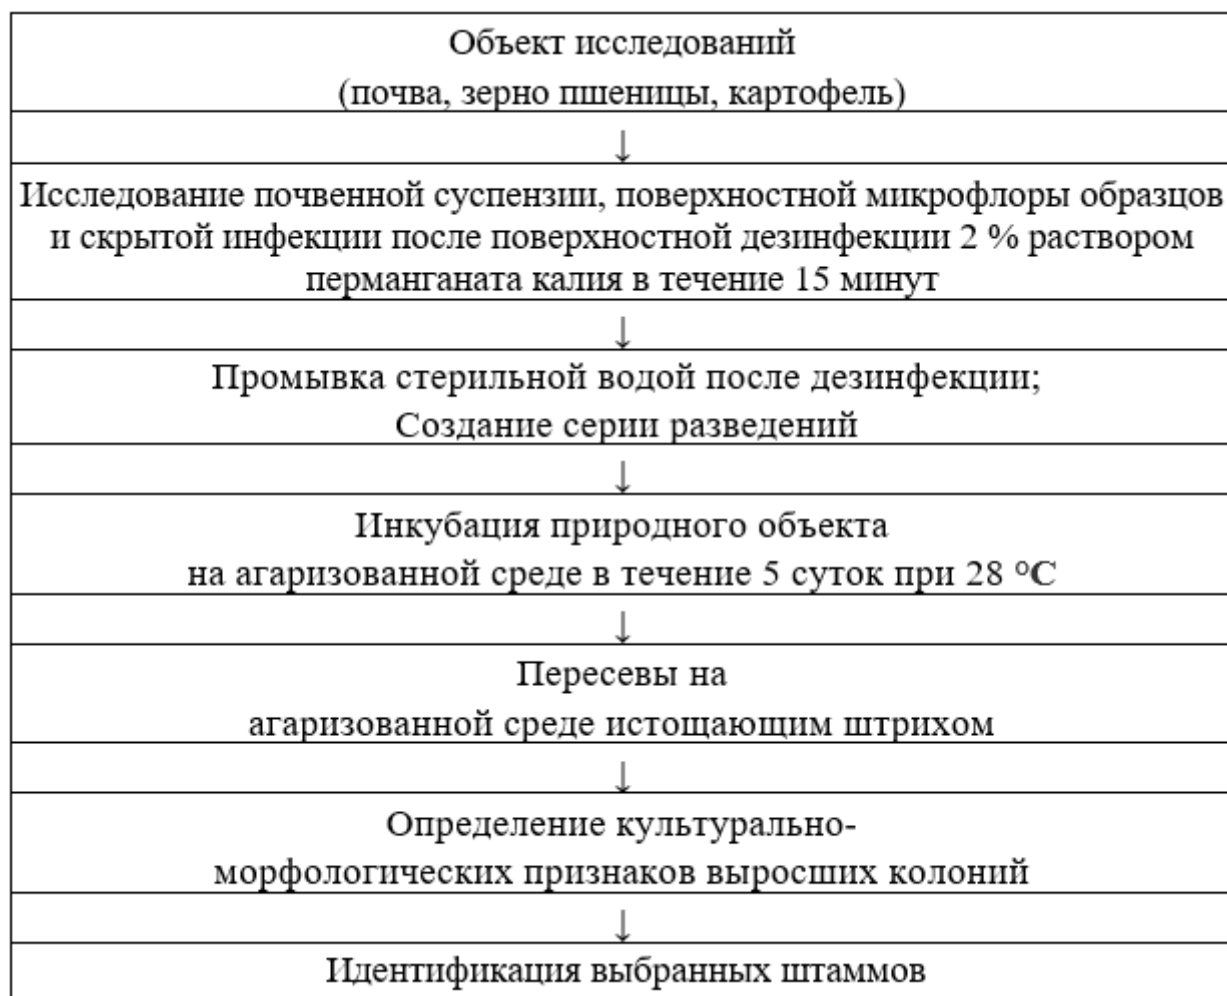 Объект исследований
(почва, зерно пшеницы, картофель)
↓
Исследование почвенной суспензии, поверхностной микрофлоры образцов
и скрытой инфекции после поверхностной дезинфекции 2 % раствором
перманганата калия в течение 15 минут
↓
Промывка стерильной водой после дезинфекции;
Создание серии разведений
↓
Инкубация природного объекта
на агаризованной среде в течение 5 суток при 28 °С
↓
Пересевы на
агаризованной среде истощающим штрихом
↓
Определение культурально-
морфологических признаков выросших колоний
↓
Идентификация выбранных штаммов